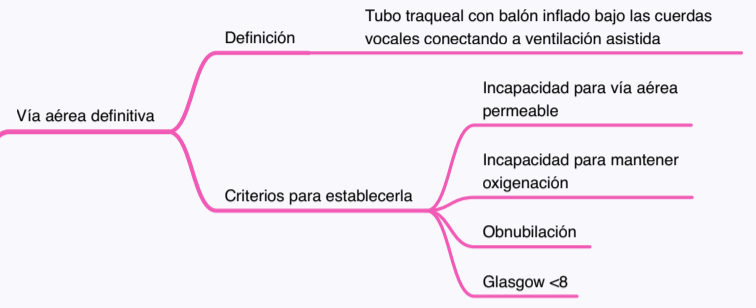 Tubo traqueal con balón inflado bajo las cuerdas
vocales conectando a ventilación asistida
Definición
Vía aérea definitiva
Incapacidad para vía aérea
permeable
Incapacidad para mantener
oxigenación
Criterios para establecerla
Obnubilación
Glasgow <8